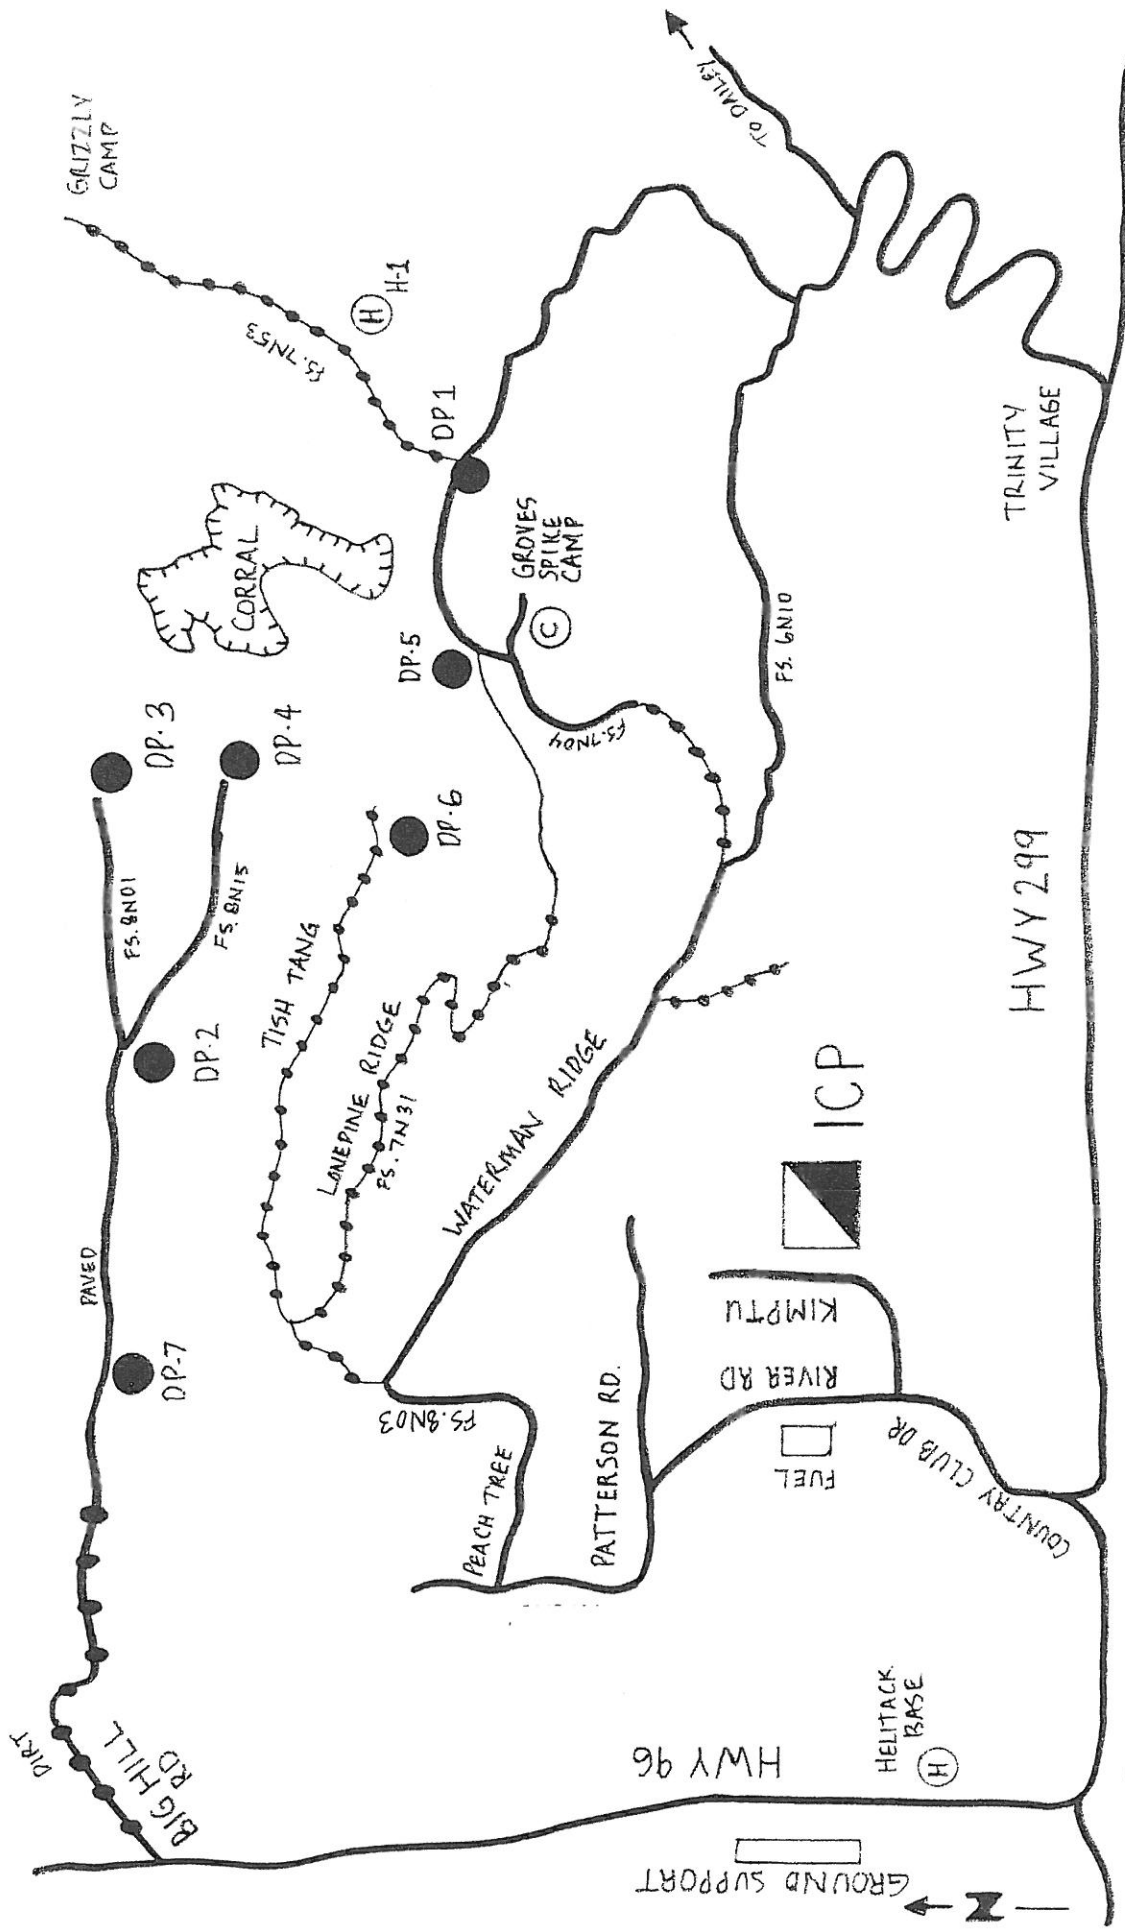 GRIZZLY
CAMP
TO DAILEY
FS.7N53
H
H-1
DP1
CORRAL
GROVES
SPIKE
CAMP
C
DP.5
DP.3
DP.4
FS.8N01
FS.8N15
DP.2
DP.6
TISH TANG
LONEPINE RIDGE
FS.7N31
FS.7N04
FS. 6N10
TRINITY
VILLAGE
WATERMAN RIDGE
HWY 299
ICP
PAVED
DP.7
FS.8N03
PEACH TREE
PATTERSON RD.
KIMPTU
RIVER RD
FUEL
COUNTRY CLUB DR
DIRT
BIG HILL
RD
HWY 96
HELITACK
BASE
H
GROUND SUPPORT
N